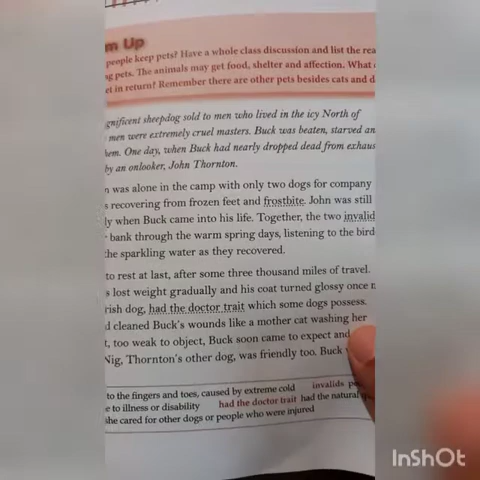 m Up
people keep pets? Have a whole class discussion and list the rea
ng pets. The animals may get food, shelter and affection. What
et in return? Remember there are other pets besides cats and d
gnificent sheepdog sold to men who lived in the icy North of
men were extremely cruel masters. Buck was beaten, starved an
hem. One day, when Buck had nearly dropped dead from exhaus
by an onlooker, John Thornton.
n was alone in the camp with only two dogs for company
s recovering from frozen feet and frostbite. John was still
ly when Buck came into his life. Together, the two invalid
bank through the warm spring days, listening to the bird
the sparkling water as they recovered.
to rest at last, after some three thousand miles of travel.
s lost weight gradually and his coat turned glossy once
rish dog, had the doctor trait which some dogs possess.
d cleaned Buck's wounds like a mother cat washing her
t, too weak to object, Buck soon came to expect and
Nig, Thornton's other dog, was friendly too. Buck
to the fingers and toes, caused by extreme cold invalids pe
e to illness or disability had the doctor trait had the natural
she cared for other dogs or people who were injured
InShOt